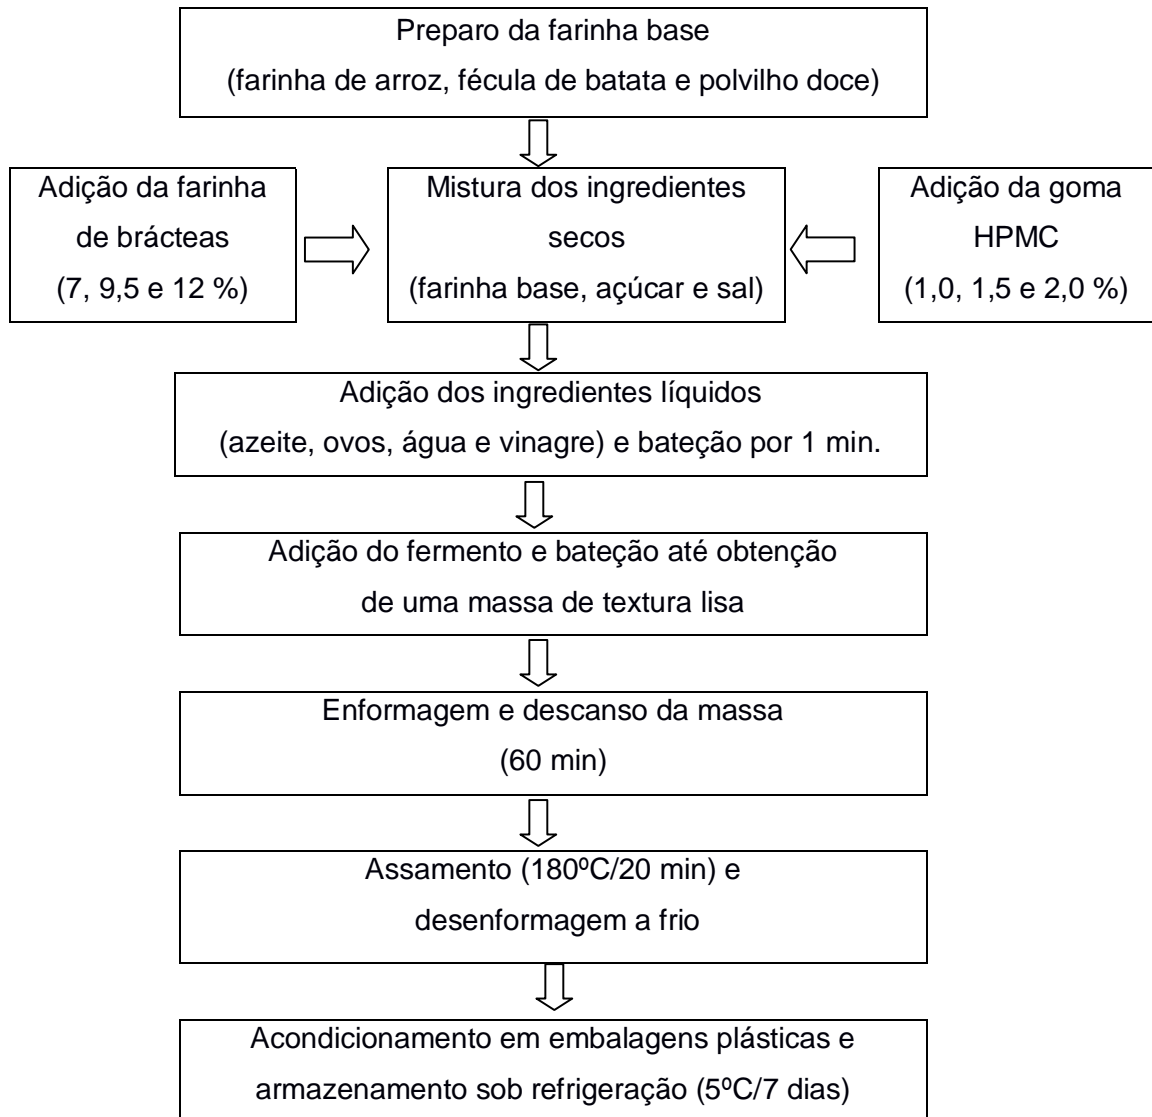 Preparo da farinha base
(farinha de arroz, fécula de batata e polvilho doce)
Adição da farinha
de brácteas
(7, 9,5 e 12 %)
Mistura dos ingredientes
secos
(farinha base, açúcar e sal)
Adição da goma
HPMC
(1,0, 1,5 e 2,0 %)
Adição dos ingredientes líquidos
(azeite, ovos, água e vinagre) e bateção por 1 min.
Adição do fermento e bateção até obtenção
de uma massa de textura lisa
Enformagem e descanso da massa
(60 min)
Assamento (180ºC/20 min) e
desenformagem a frio
Acondicionamento em embalagens plásticas e
armazenamento sob refrigeração (5ºC/7 dias)